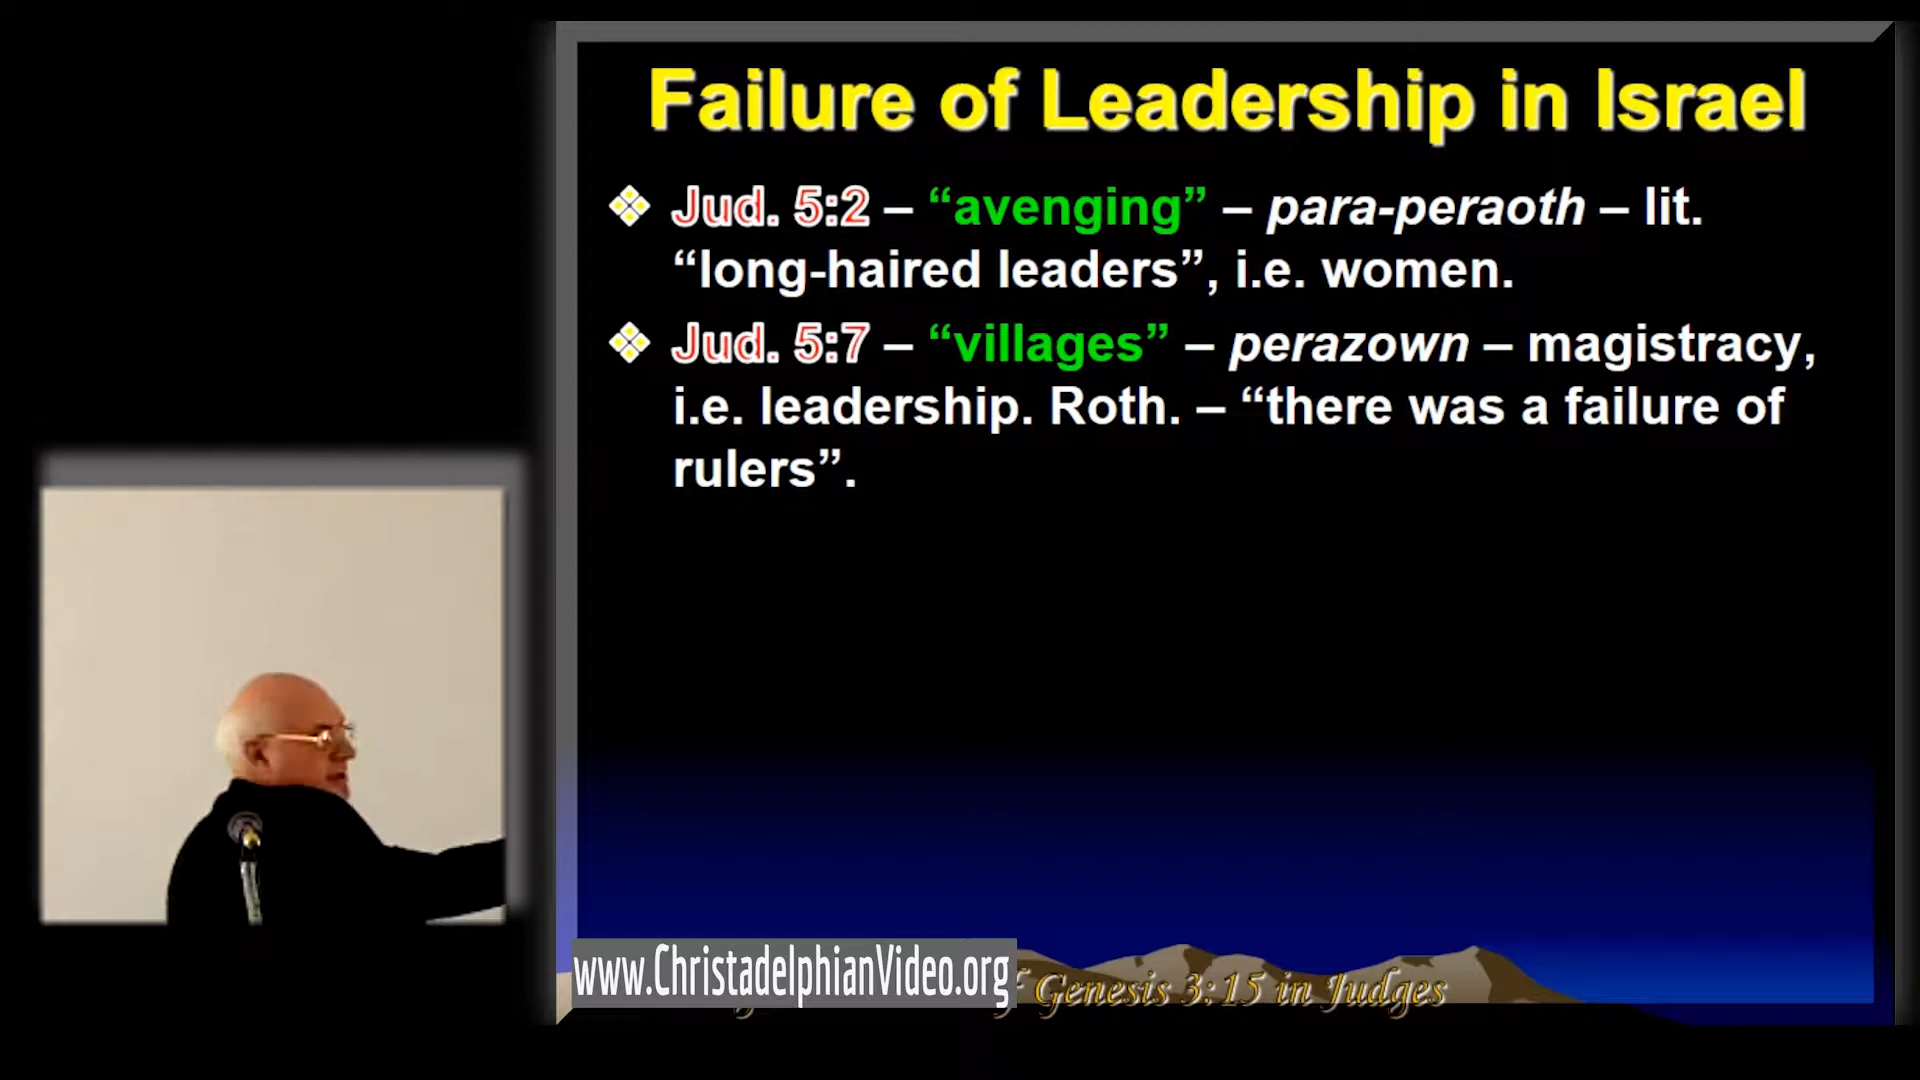 Failure of Leadership in Israel
Jud. 5:2 – “avenging” – para-peraoth – lit.
“long-haired leaders”, i.e. women.
Jud. 5:7 – “villages” – perazown – magistracy,
i.e. leadership. Roth. – “there was a failure of
rulers”.
www.ChristadelphianVideo.org
Genesis 3:15 in Judges